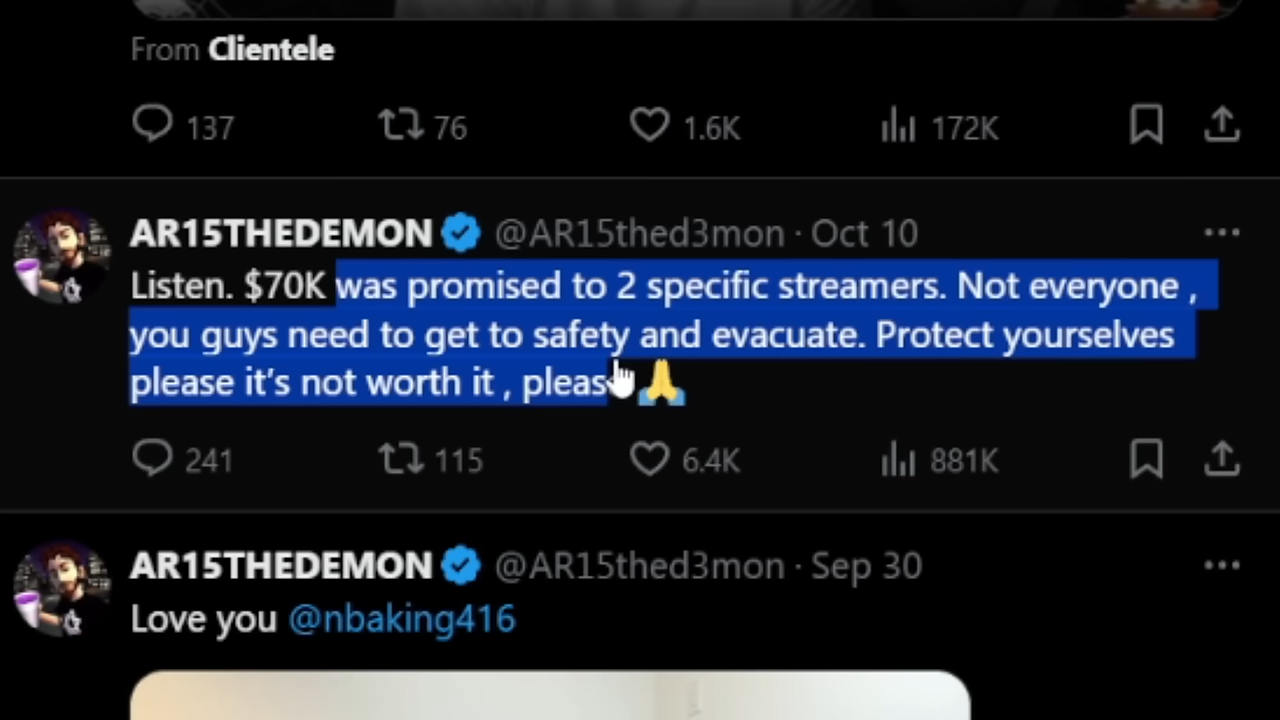 From Clientele
137 76 1.6K 172K
AR15THEDEMON @AR15thed3mon · Oct 10
Listen. $70K was promised to 2 specific streamers. Not everyone ,
you guys need to get to safety and evacuate. Protect yourselves
please it's not worth it , pleas 🙏
241 115 6.4K 881K
AR15THEDEMON @AR15thed3mon · Sep 30
Love you @nbaking416